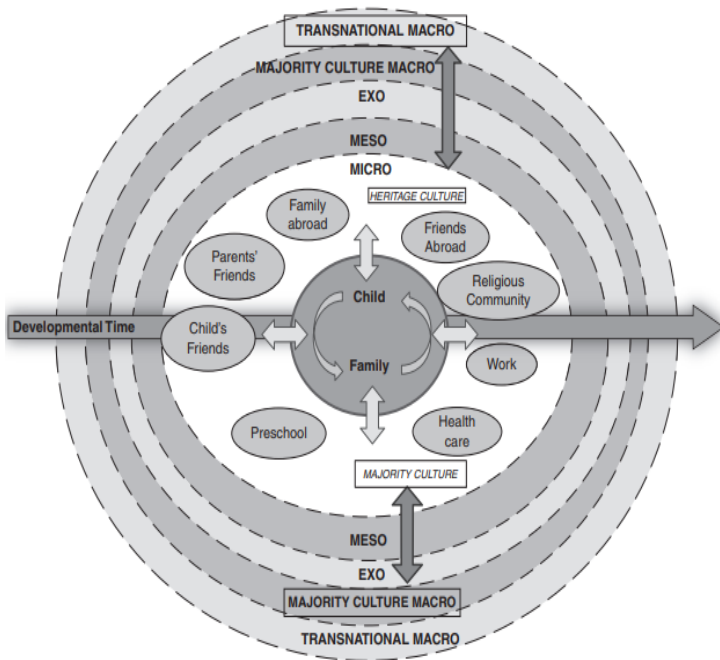 TRANSNATIONAL MACRO
MAJORITY CULTURE MACRO
EXO
MESO
MICRO
HERITAGE CULTURE
Family
abroad
Friends
Abroad
Parents'
Friends
Religious
Community
Child
Developmental Time
Child's
Friends
Family
Work
Preschool
Health
care
MAJORITY CULTURE
MESO
EXO
MAJORITY CULTURE MACRO
TRANSNATIONAL MACRO